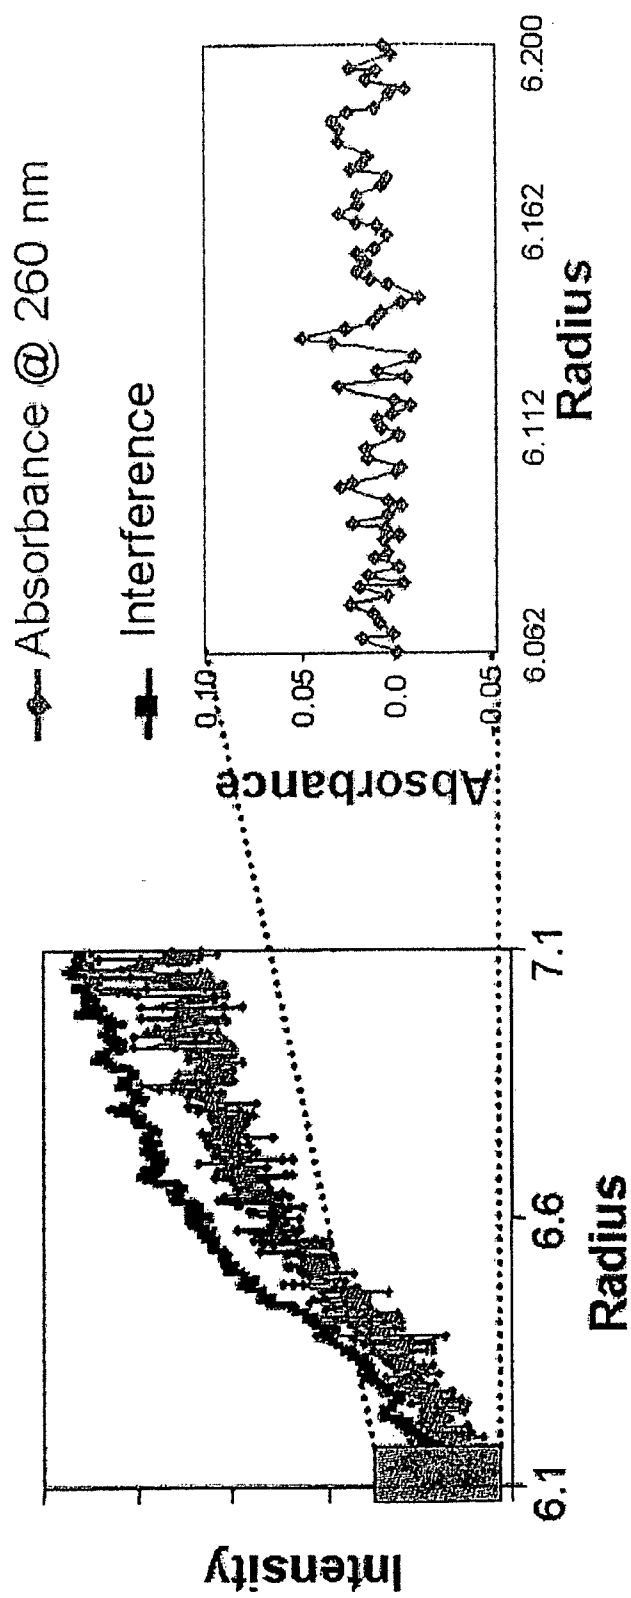 Absorbance @ 260 nm
Interference
Intensity
6.1
6.6
7.1
Radius
Absorbance
0.10
0.05
0.0
0.05
6.062
6.112
6.162
6.200
Radius